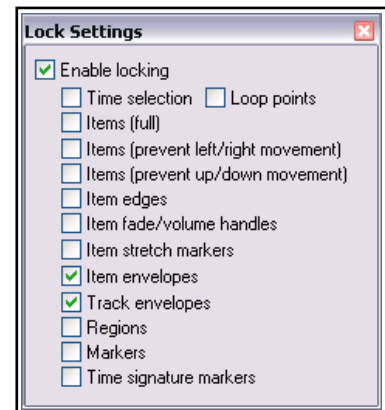 Lock Settings
Enable locking
Time selection Loop points
Items (full)
Items (prevent left/right movement)
Items (prevent up/down movement)
Item edges
Item fade/volume handles
Item stretch markers
Item envelopes
Track envelopes
Regions
Markers
Time signature markers